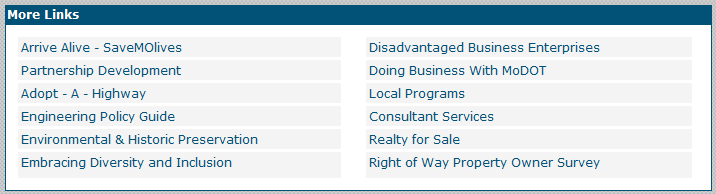 More Links
Arrive Alive - SaveMOlives
Partnership Development
Adopt - A - Highway
Engineering Policy Guide
Environmental & Historic Preservation
Embracing Diversity and Inclusion
Disadvantaged Business Enterprises
Doing Business With MoDOT
Local Programs
Consultant Services
Realty for Sale
Right of Way Property Owner Survey